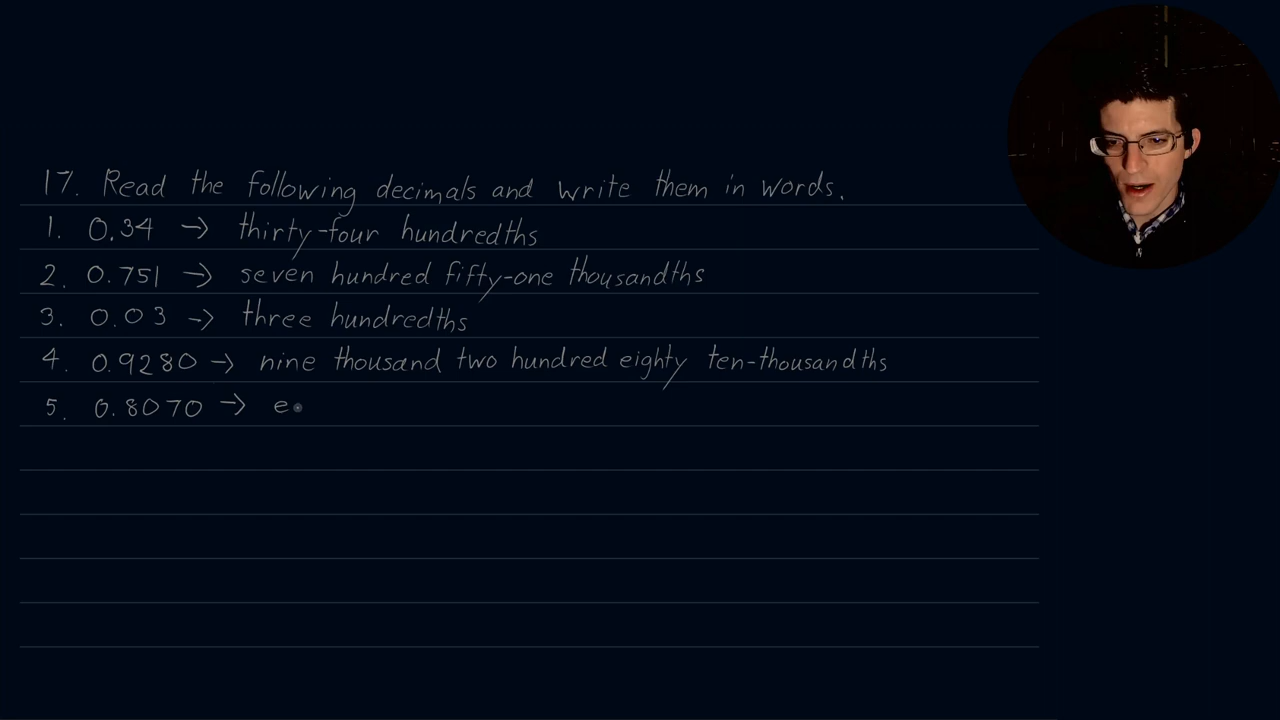 17. Read the following decimals and write them in words.
1. 0.34 → thirty-four hundredths
2. 0.751 → seven hundred fifty-one thousandths
3. 0.03 → three hundredths
4. 0.9280 → nine thousand two hundred eighty ten-thousandths
5. 0.8070 → e